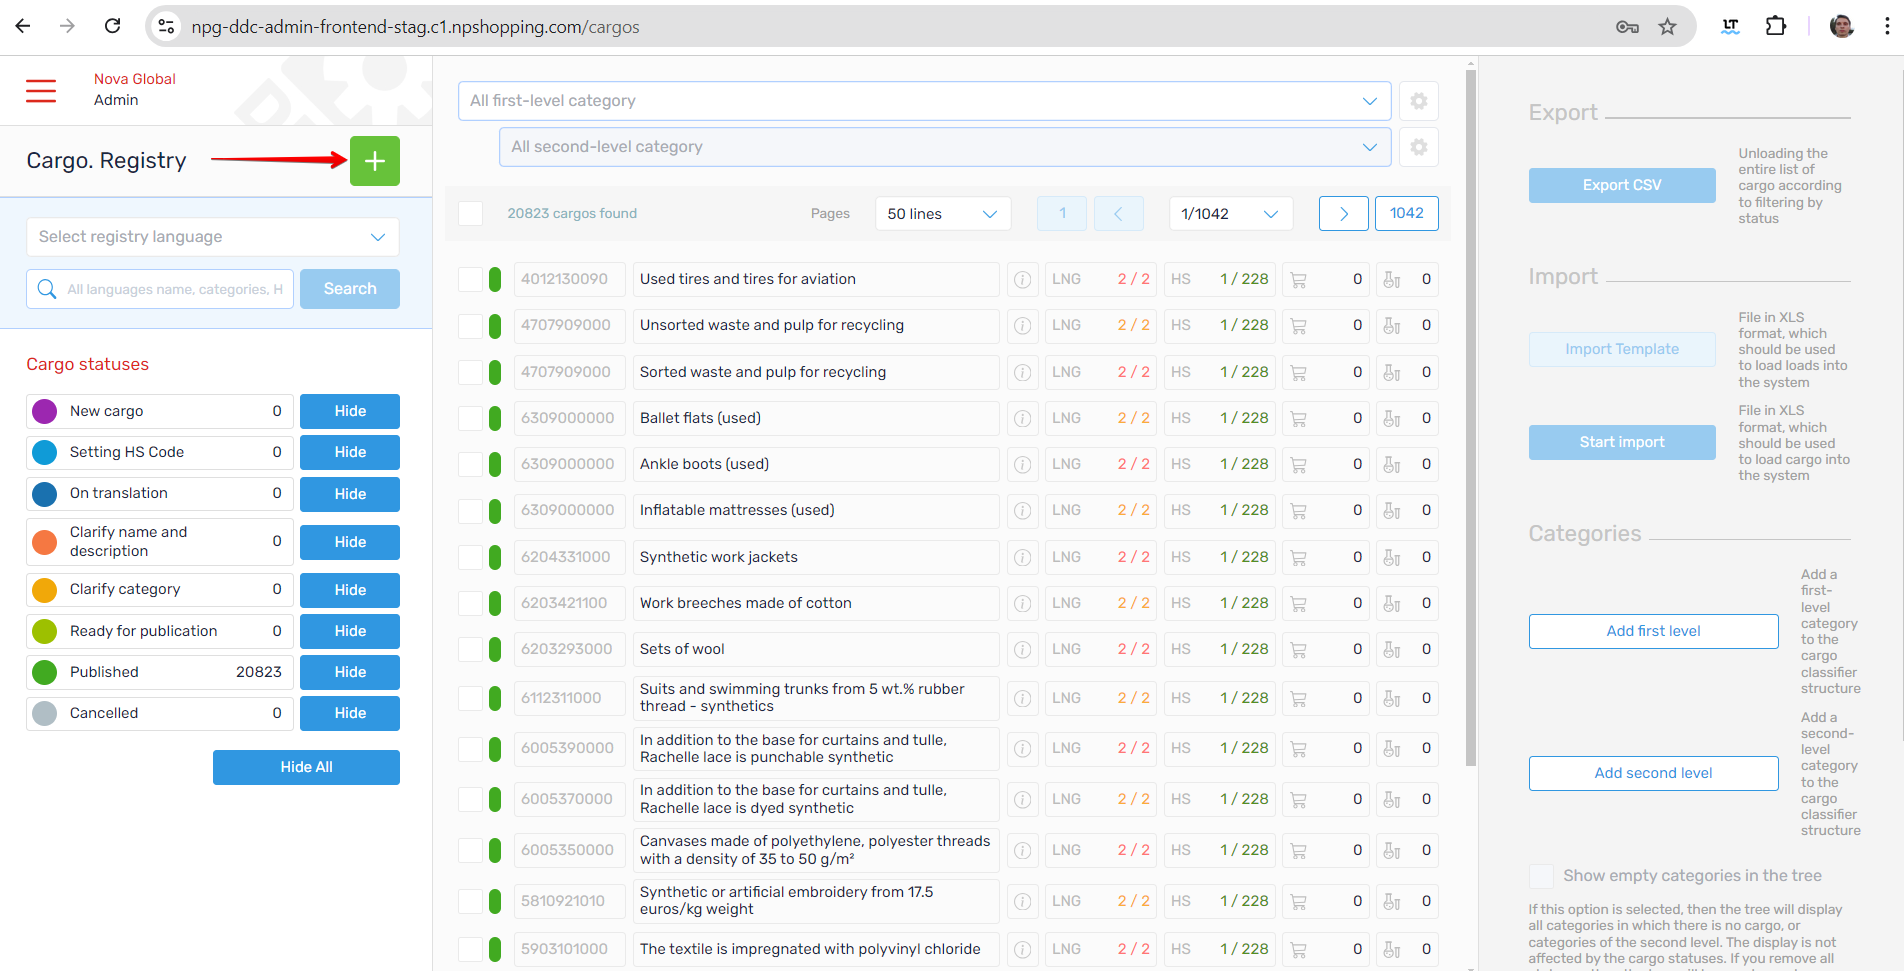 npg-ddc-admin-frontend-stag.c1.npshopping.com/cargos
LT
Nova Global
Admin
Cargo. Registry
+
Select registry language
All languages name, categories, H
Search
Cargo statuses
New cargo 0 Hide
Setting HS Code 0 Hide
On translation 0 Hide
Clarify name and
description
0 Hide
Clarify category 0 Hide
Ready for publication 0 Hide
Published 20823 Hide
Cancelled 0 Hide
Hide All
All first-level category
All second-level category
20823 cargos found Pages 50 lines 1 < 1/1042 > 1042
4012130090 Used tires and tires for aviation LNG 2 / 2 HS 1 / 228 0 0
4707909000 Unsorted waste and pulp for recycling LNG 2 / 2 HS 1 / 228 0 0
4707909000 Sorted waste and pulp for recycling LNG 2 / 2 HS 1 / 228 0 0
6309000000 Ballet flats (used) LNG 2 / 2 HS 1 / 228 0 0
6309000000 Ankle boots (used) LNG 2 / 2 HS 1 / 228 0 0
6309000000 Inflatable mattresses (used) LNG 2 / 2 HS 1 / 228 0 0
6204331000 Synthetic work jackets LNG 2 / 2 HS 1 / 228 0 0
6203421100 Work breeches made of cotton LNG 2 / 2 HS 1 / 228 0 0
6203293000 Sets of wool LNG 2 / 2 HS 1 / 228 0 0
6112311000 Suits and swimming trunks from 5 wt.% rubber
thread - synthetics
LNG 2 / 2 HS 1 / 228 0 0
6005390000 In addition to the base for curtains and tulle,
Rachelle lace is punchable synthetic
LNG 2 / 2 HS 1 / 228 0 0
6005370000 In addition to the base for curtains and tulle,
Rachelle lace is dyed synthetic
LNG 2 / 2 HS 1 / 228 0 0
6005350000 Canvases made of polyethylene, polyester threads
with a density of 35 to 50 g/m²
LNG 2 / 2 HS 1 / 228 0 0
5810921010 Synthetic or artificial embroidery from 17.5
euros/kg weight
LNG 2 / 2 HS 1 / 228 0 0
5903101000 The textile is impregnated with polyvinyl chloride LNG 2 / 2 HS 1 / 228 0 0
Export
Export CSV
Unloading the
entire list of
cargo according
to filtering by
status
Import
Import Template
File in XLS
format, which
should be used
to load loads into
the system
Start import
File in XLS
format, which
should be used
to load cargo into
the system
Categories
Add first level
Add a
first-
level
category
to the
cargo
classifier
structure
Add second level
Add a
second-
level
category
to the
cargo
classifier
structure
Show empty categories in the tree
If this option is selected, then the tree will display
all categories in which there is no cargo, or
categories of the second level. The display is not
affected by the cargo statuses. If you remove all